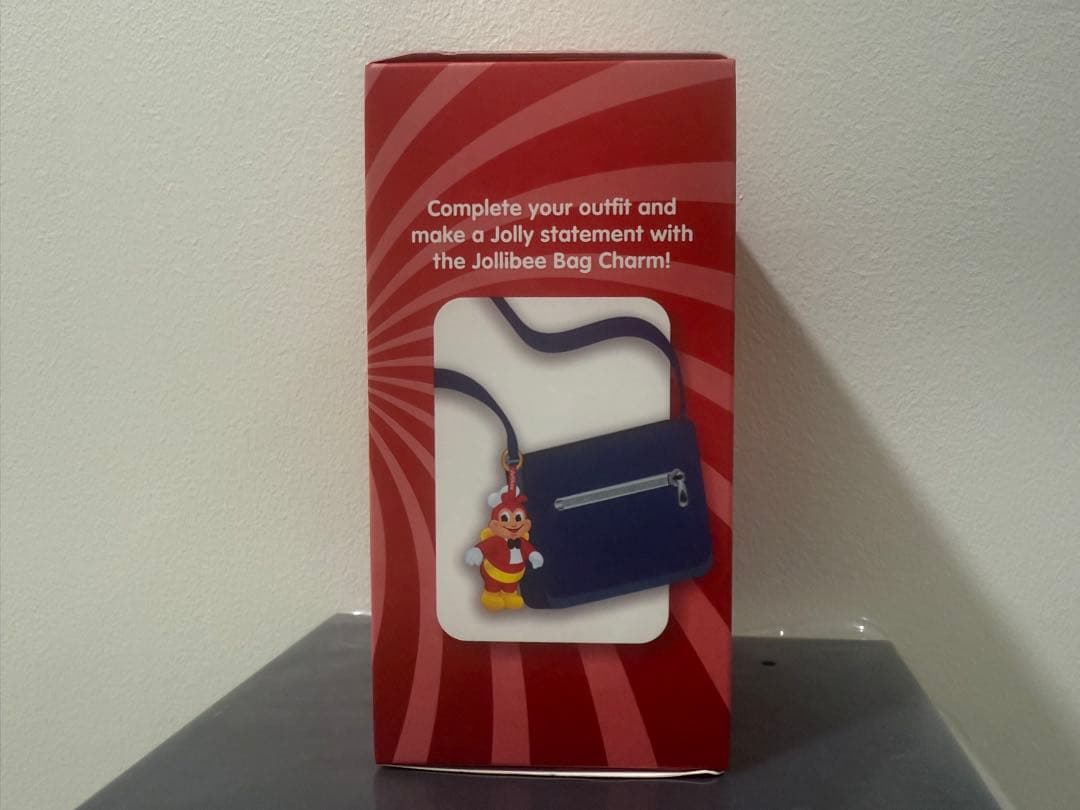 Complete your outfit and
make a Jolly statement with
the Jollibee Bag Charm!